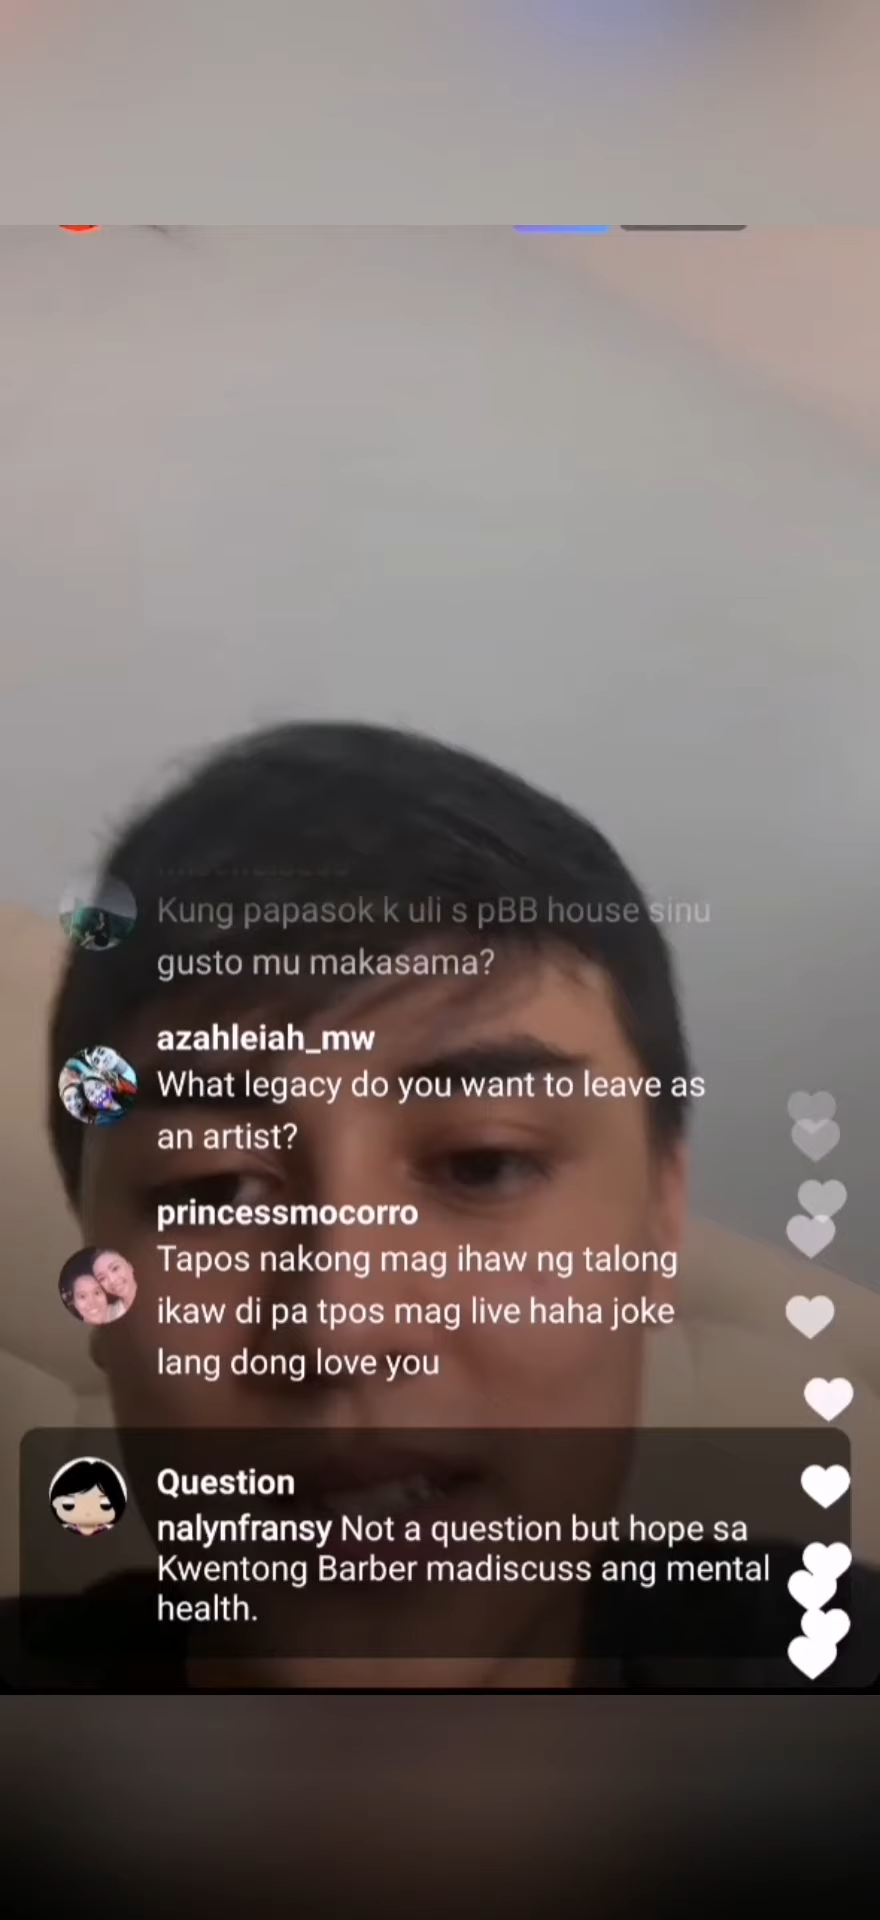 Kung papasok k uli s pBB house sinu
gusto mu makasama?
azahleiah_mw
What legacy do you want to leave as
an artist?
princessmocorro
Tapos nakong mag ihaw ng talong
ikaw di pa tpos mag live haha joke
lang dong love you
Question
nalynfransy Not a question but hope sa
Kwentong Barber madiscuss ang mental
health.